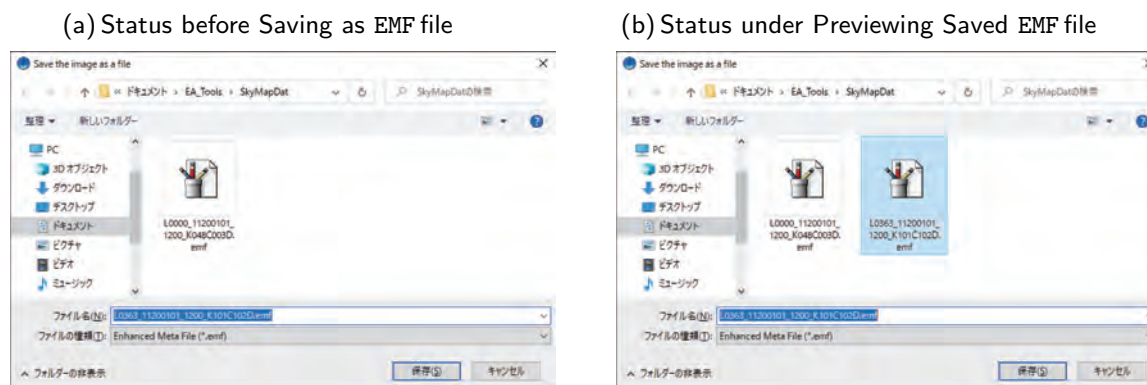 (a) Status before Saving as EMF file
Save the image as a file
« ドキュメント › EA_Tools › SkyMapDat
SkyMapDatの検索
整理 新しいフォルダー
PC
3D オブジェクト
ダウンロード
デスクトップ
ドキュメント
ピクチャ
ビデオ
ミュージック
L0000_11200101_
1200_K048C003D.
emf
ファイル名(N): L0363_11200101_1200_K101C102D.emf
ファイルの種類(T): Enhanced Meta File (*.emf)
フォルダーの非表示
保存(S) キャンセル
(b) Status under Previewing Saved EMF file
Save the image as a file
« ドキュメント › EA_Tools › SkyMapDat
SkyMapDatの検索
整理 新しいフォルダー
PC
3D オブジェクト
ダウンロード
デスクトップ
ドキュメント
ピクチャ
ビデオ
ミュージック
L0000_11200101_
1200_K048C003D.
emf
L0363_11200101_
1200_K101C102D.
emf
ファイル名(N): L0363_11200101_1200_K101C102D.emf
ファイルの種類(T): Enhanced Meta File (*.emf)
フォルダーの非表示
保存(S) キャンセル